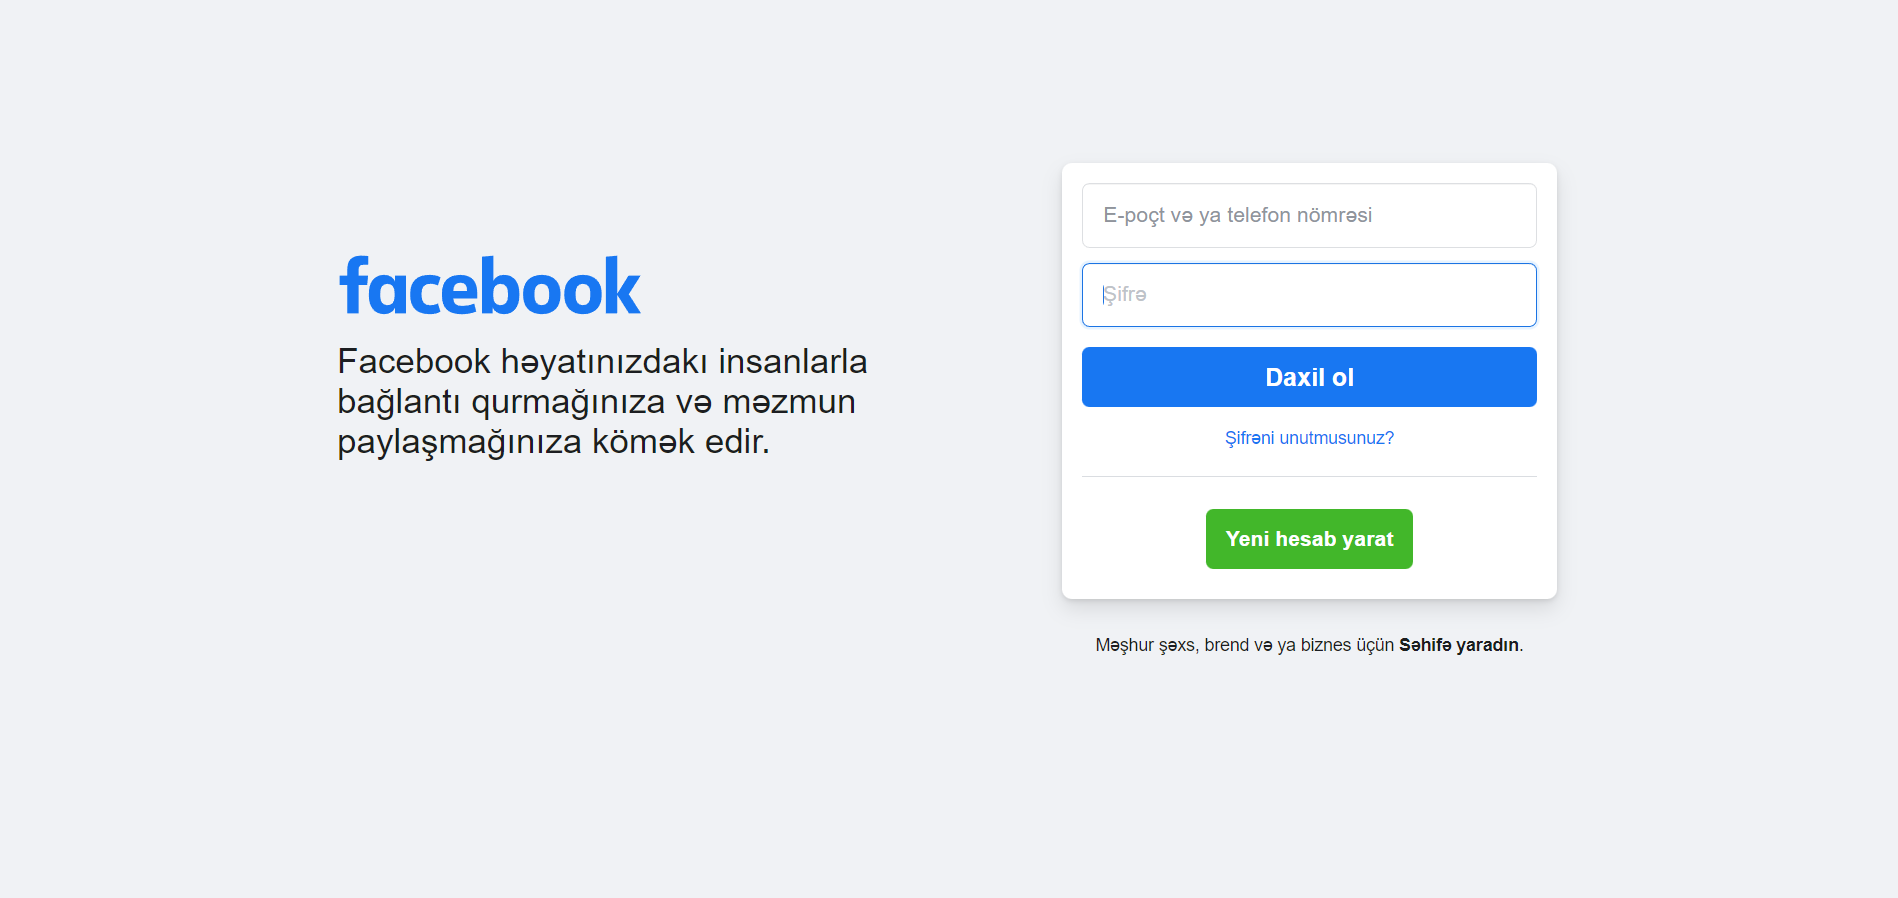 facebook
Facebook həyatınızdakı insanlarla
bağlantı qurmağınıza və məzmun
paylaşmağınıza kömək edir.
E-poçt və ya telefon nömrəsi
Şifrə
Daxil ol
Şifrəni unutmusunuz?
Yeni hesab yarat
Məşhur şəxs, brend və ya biznes üçün Səhifə yaradın.